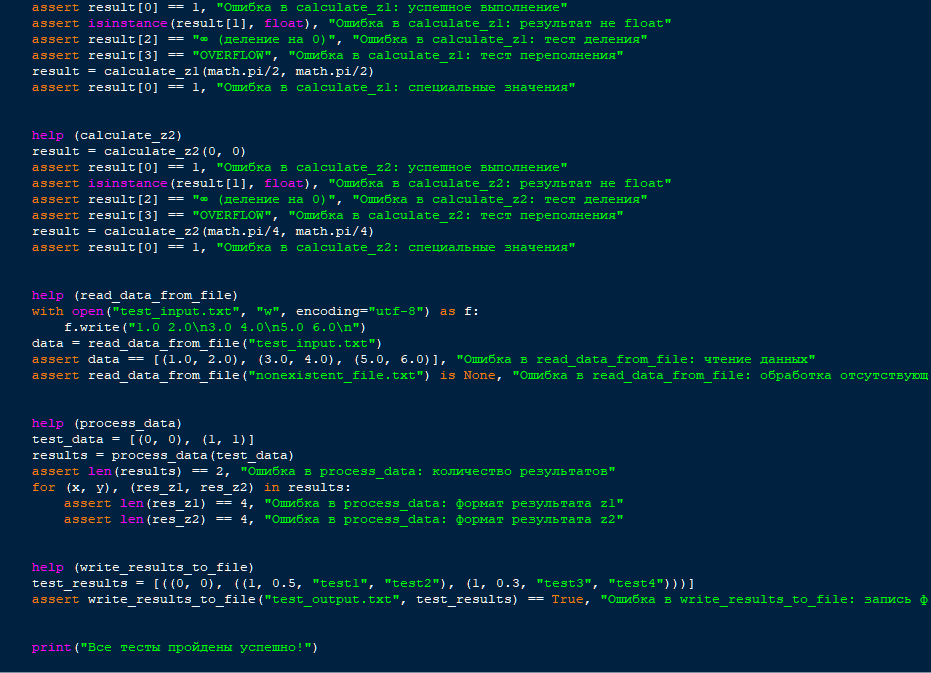 assert result[0] == 1, "Ошибка в calculate_z1: успешное выполнение"
assert isinstance(result[1], float), "Ошибка в calculate_z1: результат не float"
assert result[2] == "∞ (деление на 0)", "Ошибка в calculate_z1: тест деления"
assert result[3] == "OVERFLOW", "Ошибка в calculate_z1: тест переполнения"
result = calculate_z1(math.pi/2, math.pi/2)
assert result[0] == 1, "Ошибка в calculate_z1: специальные значения"
help (calculate_z2)
result = calculate_z2(0, 0)
assert result[0] == 1, "Ошибка в calculate_z2: успешное выполнение"
assert isinstance(result[1], float), "Ошибка в calculate_z2: результат не float"
assert result[2] == "∞ (деление на 0)", "Ошибка в calculate_z2: тест деления"
assert result[3] == "OVERFLOW", "Ошибка в calculate_z2: тест переполнения"
result = calculate_z2(math.pi/4, math.pi/4)
assert result[0] == 1, "Ошибка в calculate_z2: специальные значения"
help (read_data_from_file)
with open("test_input.txt", "w", encoding="utf-8") as f:
    f.write("1.0 2.0\n3.0 4.0\n5.0 6.0\n")
data = read_data_from_file("test_input.txt")
assert data == [(1.0, 2.0), (3.0, 4.0), (5.0, 6.0)], "Ошибка в read_data_from_file: чтение данных"
assert read_data_from_file("nonexistent_file.txt") is None, "Ошибка в read_data_from_file: обработка отсутствующ
help (process_data)
test_data = [(0, 0), (1, 1)]
results = process_data(test_data)
assert len(results) == 2, "Ошибка в process_data: количество результатов"
for (x, y), (res_z1, res_z2) in results:
    assert len(res_z1) == 4, "Ошибка в process_data: формат результата z1"
    assert len(res_z2) == 4, "Ошибка в process_data: формат результата z2"
help (write_results_to_file)
test_results = [((0, 0), ((1, 0.5, "test1", "test2"), (1, 0.3, "test3", "test4")))]
assert write_results_to_file("test_output.txt", test_results) == True, "Ошибка в write_results_to_file: запись ф
print("Все тесты пройдены успешно!")